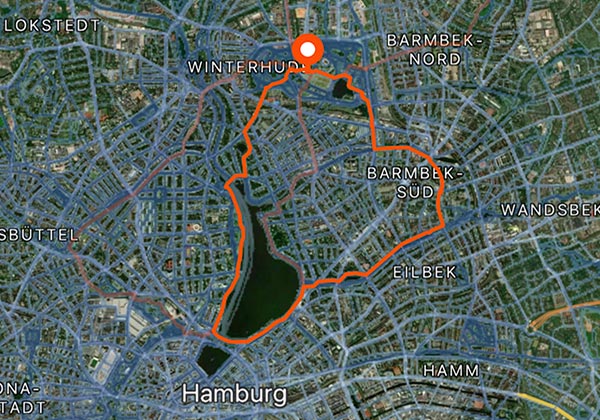 LOKSTEDT
BARMBEK-
NORD
WINTERHUDE
BARMBEK-
SÜD
WANDSBEK
SBÜTTEL
EILBEK
HAMM
ONA-
TADT
Hamburg